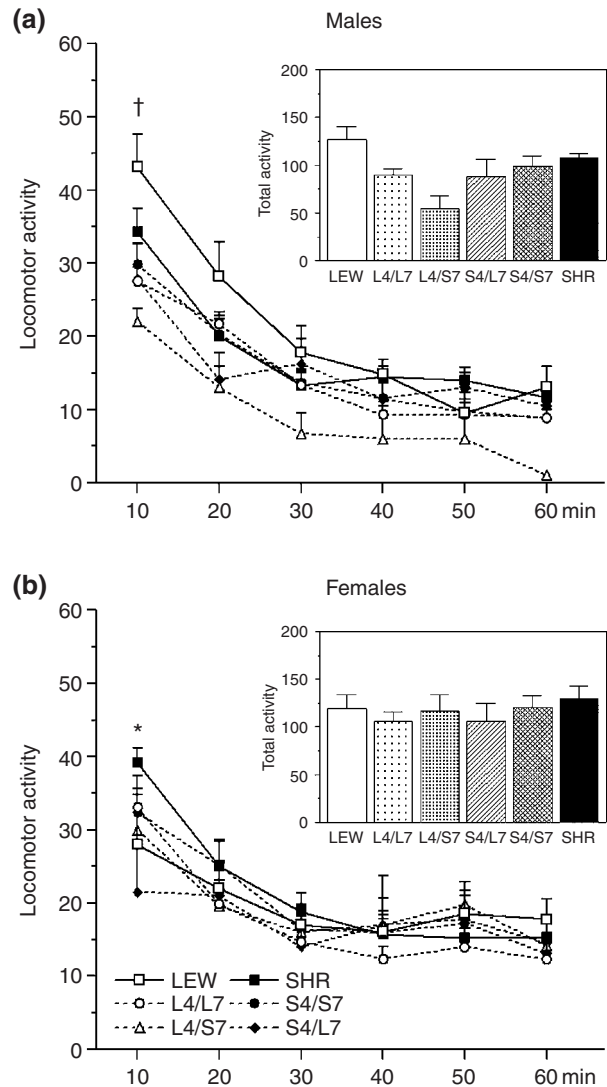 (a)
Males
60
50
40
30
20
10
0
Locomotor activity
†
200
150
100
50
0
Total activity
LEW L4/L7 L4/S7 S4/L7 S4/S7 SHR
10 20 30 40 50 60 min
(b)
Females
60
50
40
30
20
10
0
Locomotor activity
*
200
150
100
50
0
Total activity
LEW L4/L7 L4/S7 S4/L7 S4/S7 SHR
LEW SHR
L4/L7 S4/S7
L4/S7 S4/L7
10 20 30 40 50 60 min